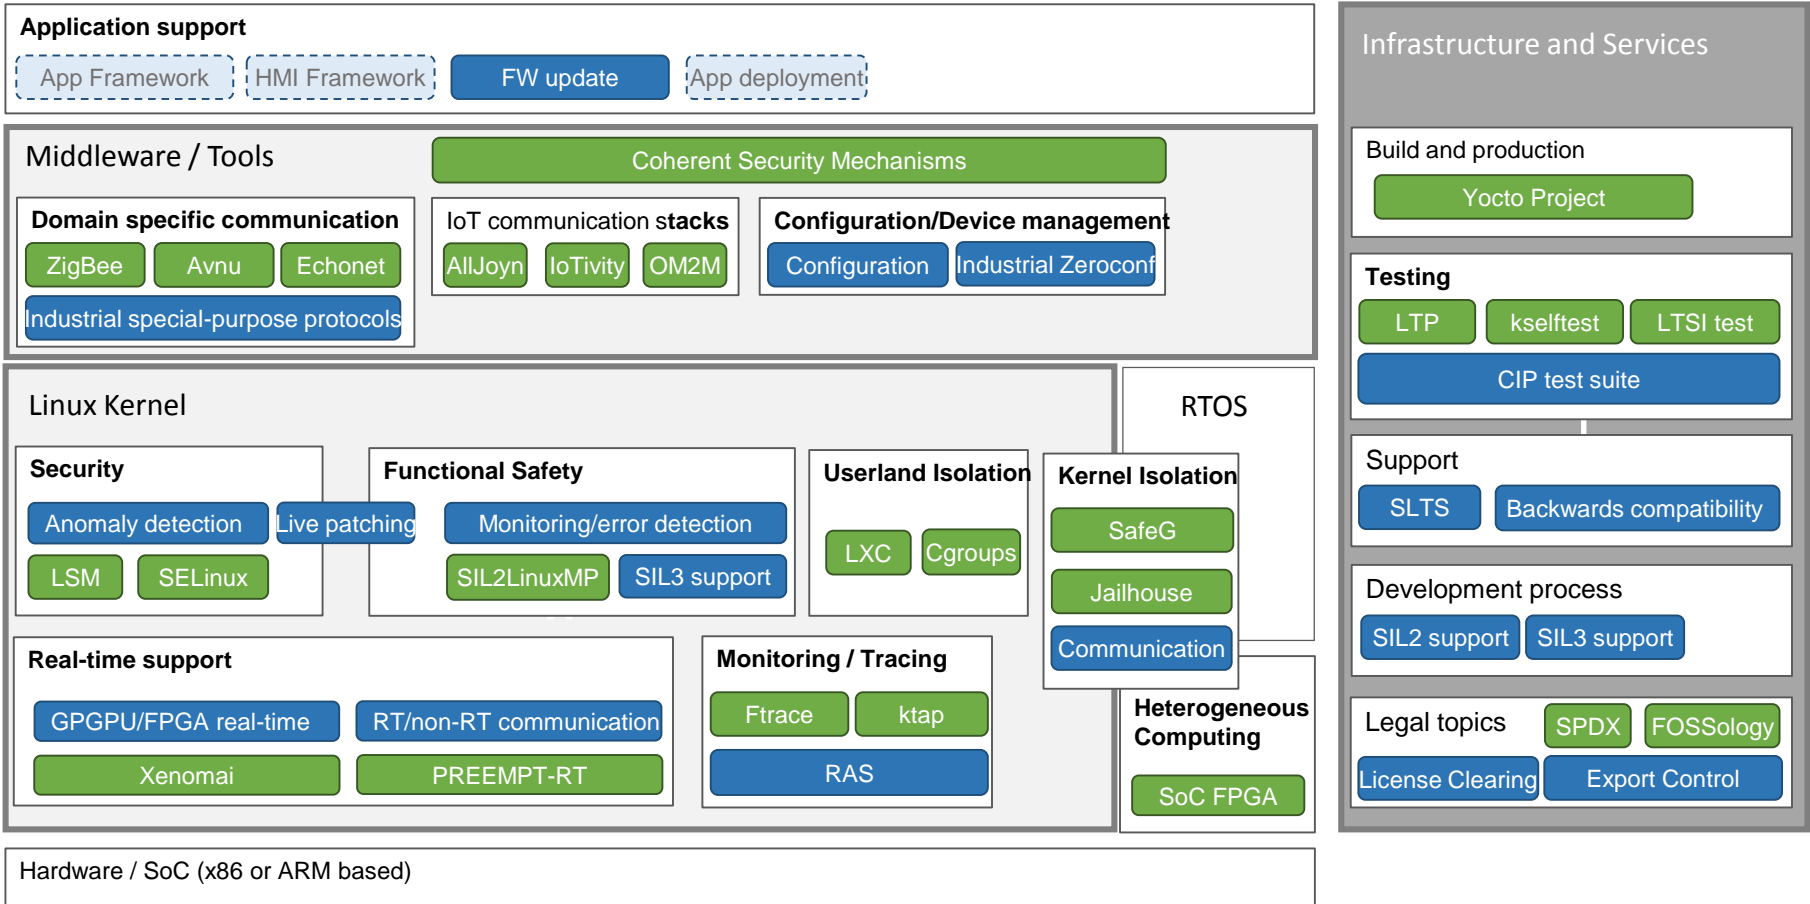 Application support
App Framework
HMI Framework
FW update
App deployment
Middleware / Tools
Coherent Security Mechanisms
Domain specific communication
ZigBee
Avnu
Echonet
Industrial special-purpose protocols
IoT communication stacks
AllJoyn
IoTivity
OM2M
Configuration/Device management
Configuration
Industrial Zeroconf
Linux Kernel
Security
Anomaly detection
Live patching
LSM
SELinux
Functional Safety
Monitoring/error detection
SIL2LinuxMP
SIL3 support
Userland Isolation
LXC
Cgroups
RTOS
Kernel Isolation
SafeG
Jailhouse
Communication
Real-time support
GPGPU/FPGA real-time
RT/non-RT communication
Xenomai
PREEMPT-RT
Monitoring / Tracing
Ftrace
ktap
RAS
Heterogeneous
Computing
SoC FPGA
Hardware / SoC (x86 or ARM based)
Infrastructure and Services
Build and production
Yocto Project
Testing
LTP
kselftest
LTSI test
CIP test suite
Support
SLTS
Backwards compatibility
Development process
SIL2 support
SIL3 support
Legal topics
SPDX
FOSSology
License Clearing
Export Control